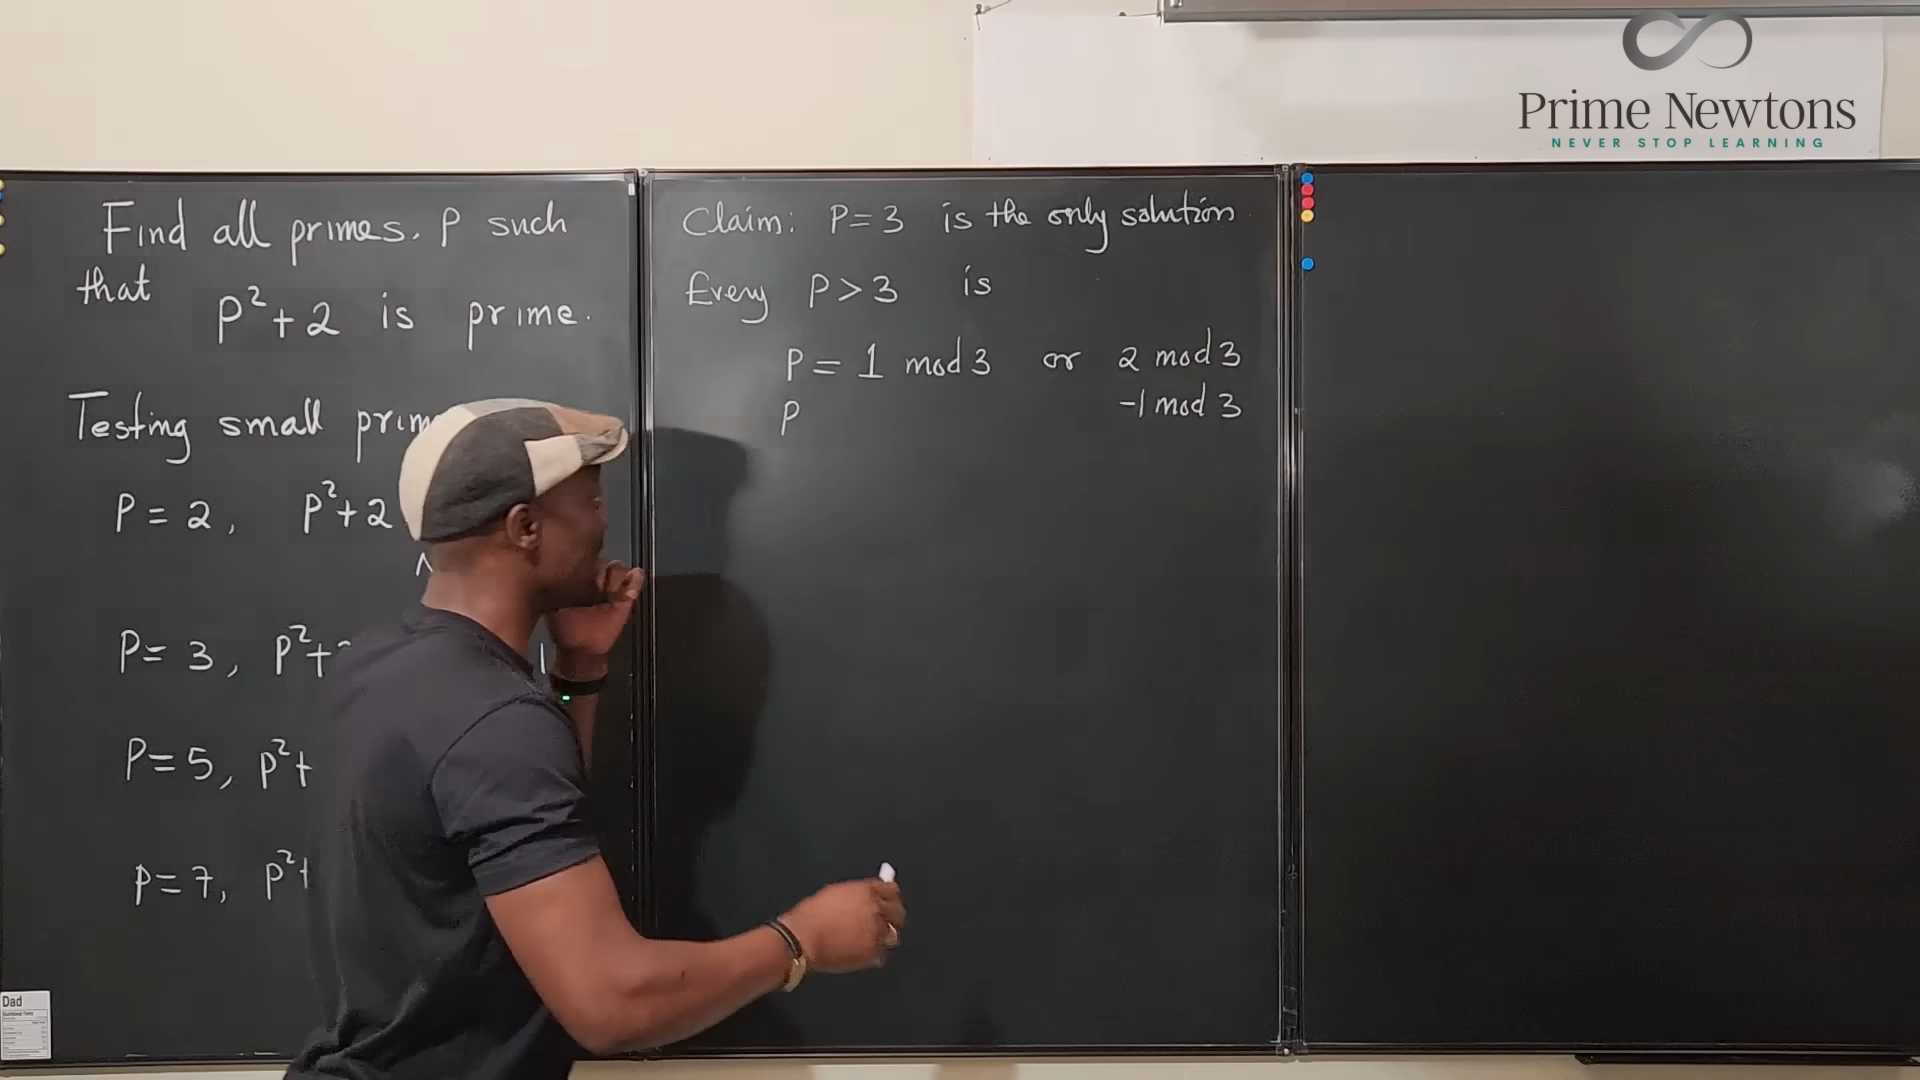 Prime Newtons
NEVER STOP LEARNING
Find all primes. P such
that P²+2 is prime.
Testing small prim
P = 2, P²+2
P = 3, P²+2
P = 5, P²+
P = 7, P²+
Claim: P = 3 is the only solution
Every P > 3 is
P = 1 mod 3 or 2 mod 3
P -1 mod 3
Dad